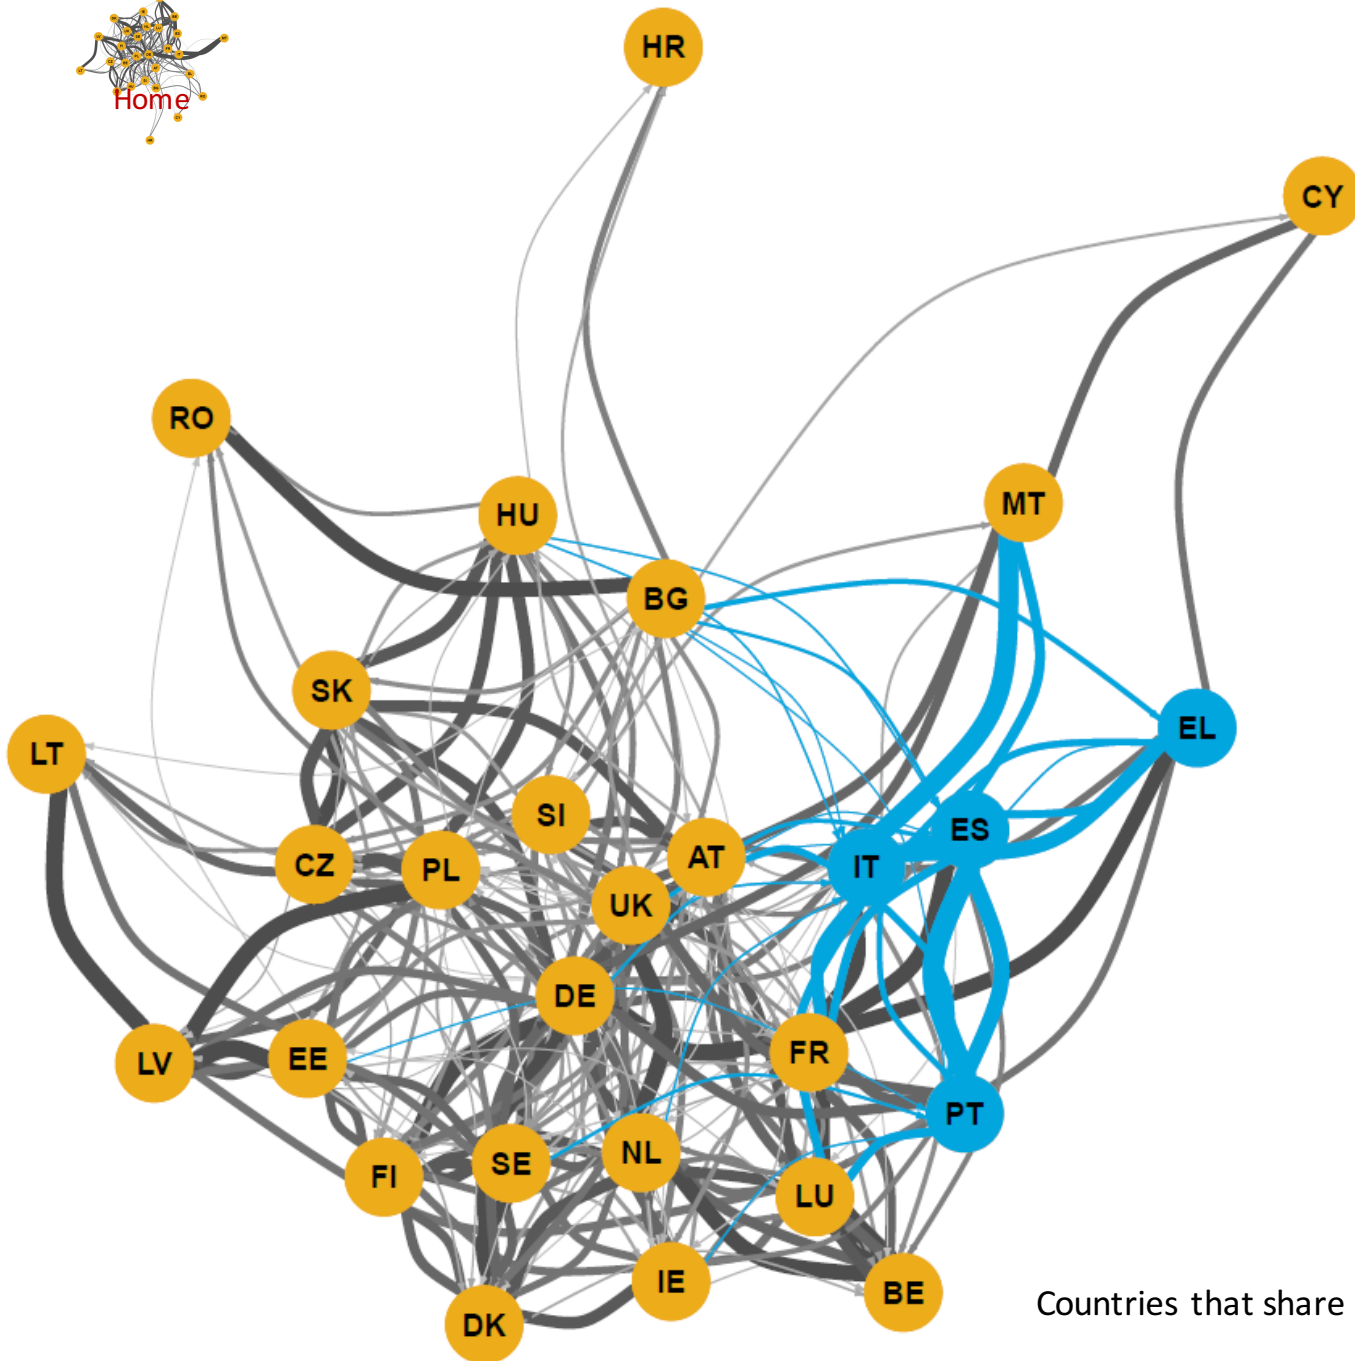 Home
HR
CY
RO
HU
MT
BG
SK
EL
LT
SI
ES
CZ
PL
AT
IT
UK
DE
LV
EE
FR
PT
FI
SE
NL
LU
IE
BE
DK
Countries that share